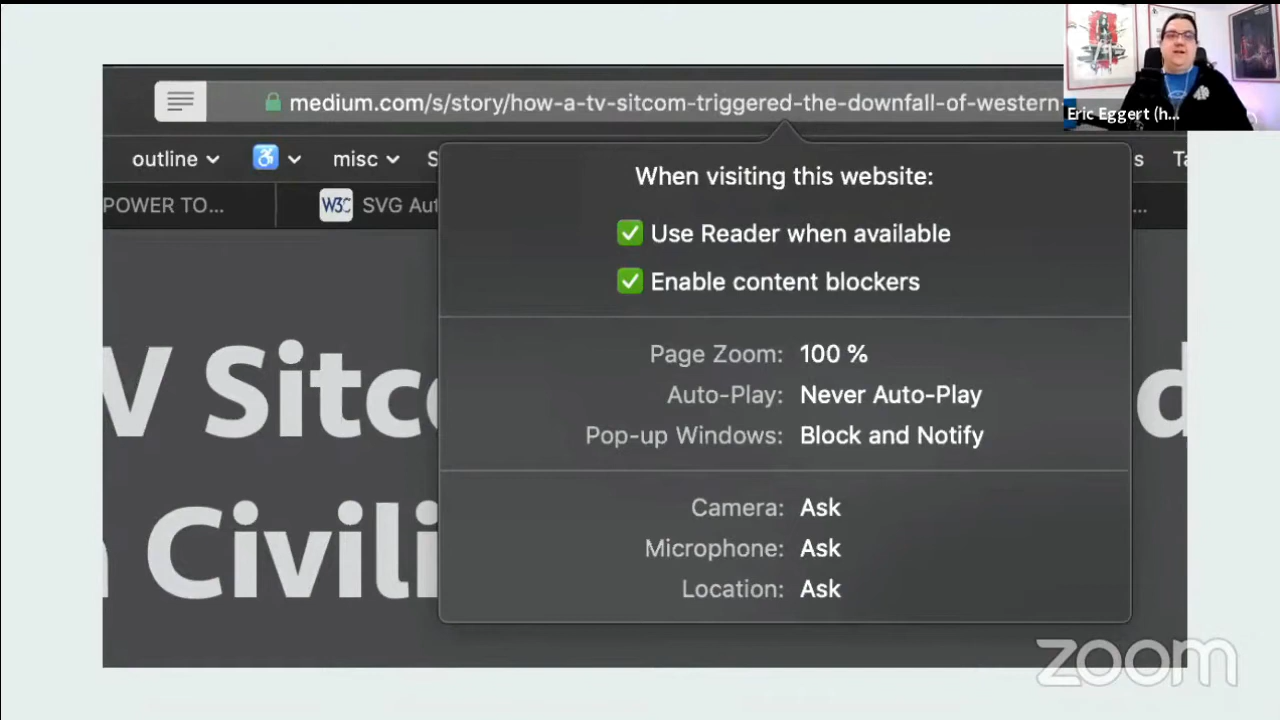 medium.com/s/story/how-a-tv-sitcom-triggered-the-downfall-of-western-
Eric Eggert (h...
outline
misc
S
s
Ta
POWER TO...
W3C
SVG Aut
...
When visiting this website:
Use Reader when available
Enable content blockers
Page Zoom: 100 %
Auto-Play: Never Auto-Play
Pop-up Windows: Block and Notify
Camera: Ask
Microphone: Ask
Location: Ask
V Sitc
d
Civili
zoom